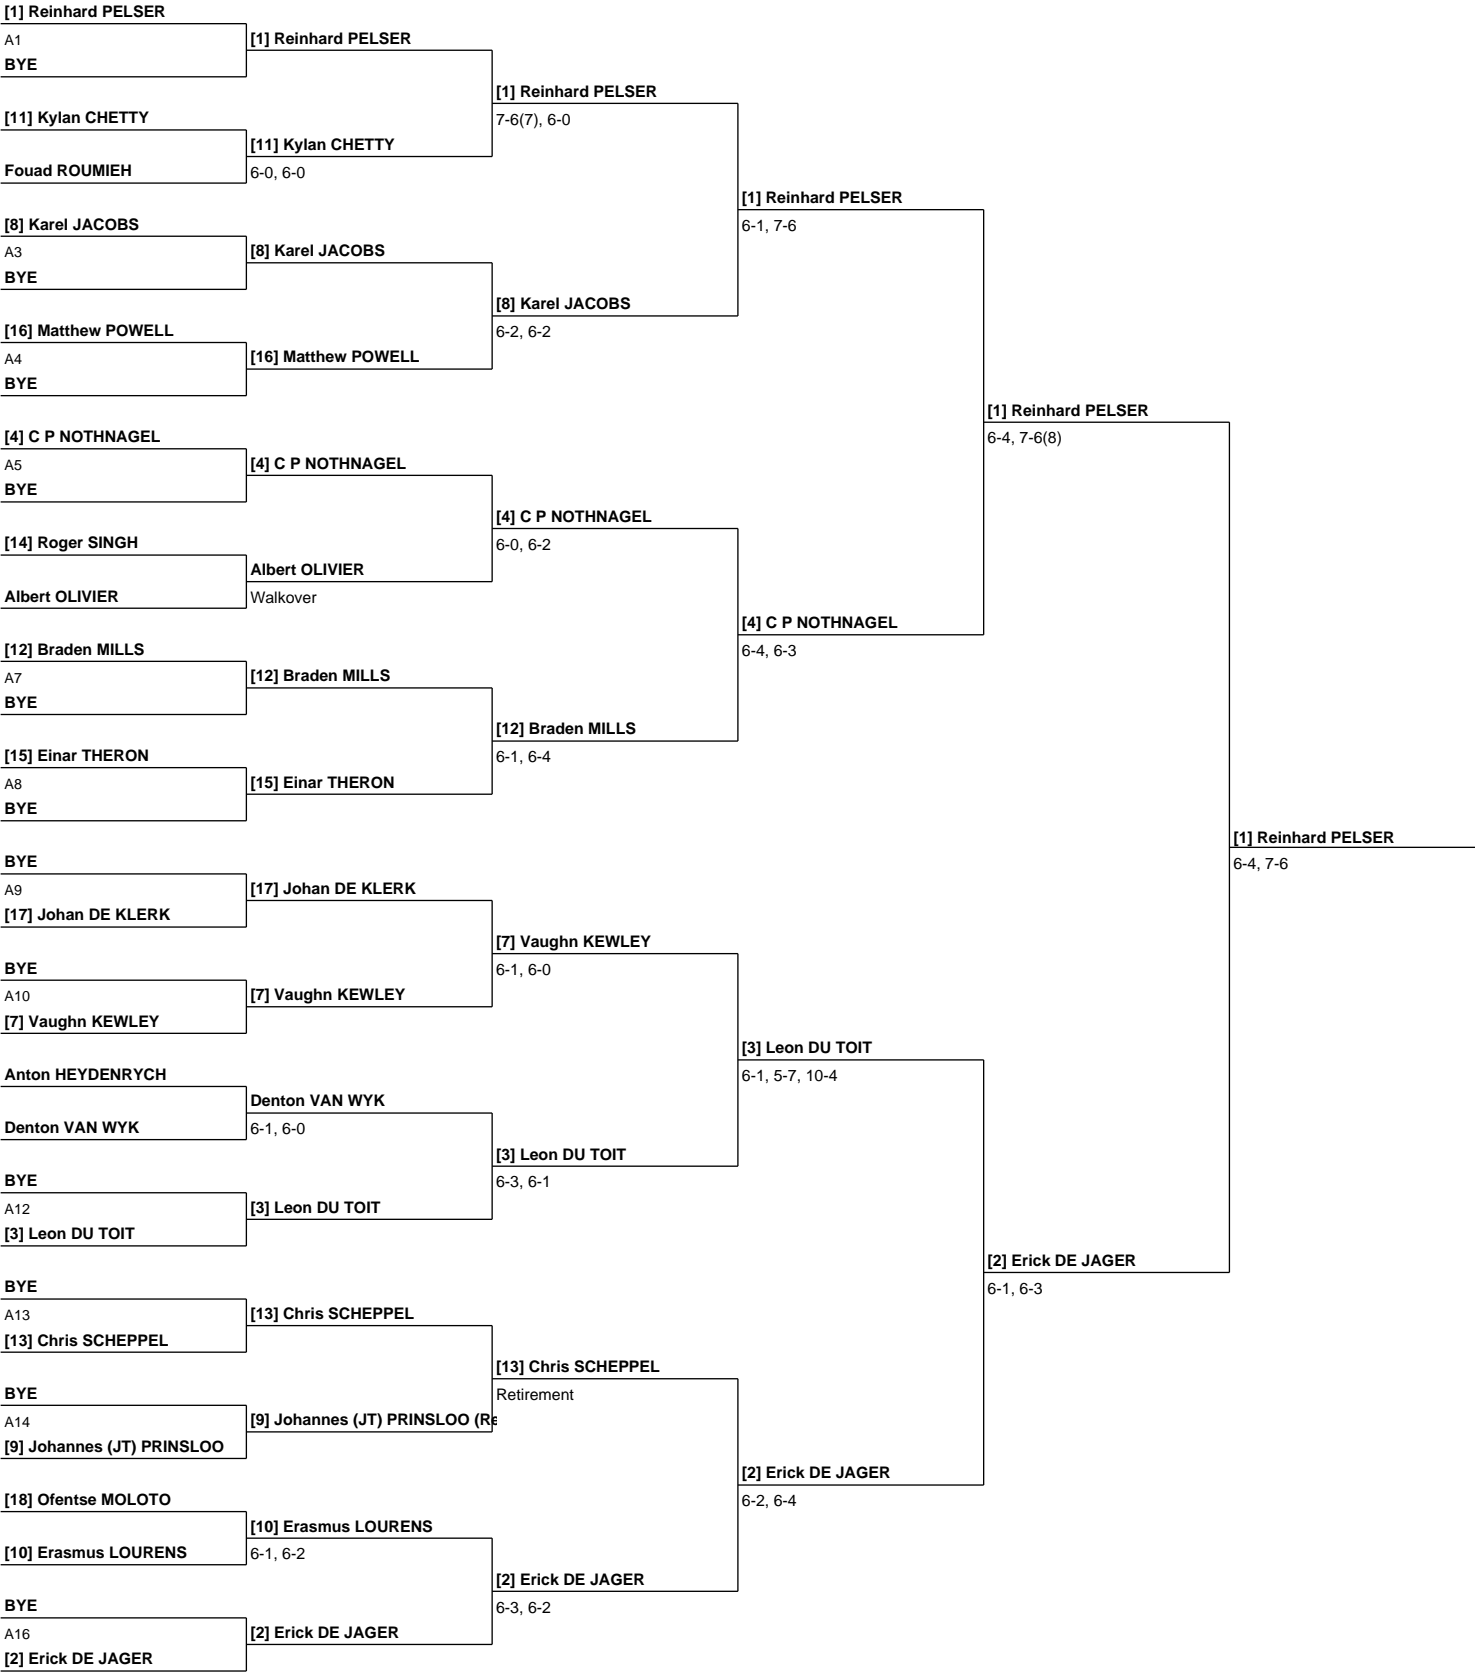 [1] Reinhard PELSER
A1
BYE
[11] Kylan CHETTY
Fouad ROUMIEH
[8] Karel JACOBS
A3
BYE
[16] Matthew POWELL
A4
BYE
[4] C P NOTHNAGEL
A5
BYE
[14] Roger SINGH
Albert OLIVIER
[12] Braden MILLS
A7
BYE
[15] Einar THERON
A8
BYE
BYE
A9
[17] Johan DE KLERK
BYE
A10
[7] Vaughn KEWLEY
Anton HEYDENRYCH
Denton VAN WYK
BYE
A12
[3] Leon DU TOIT
BYE
A13
[13] Chris SCHEPPEL
BYE
A14
[9] Johannes (JT) PRINSLOO
[18] Ofentse MOLOTO
[10] Erasmus LOURENS
BYE
A16
[2] Erick DE JAGER
[1] Reinhard PELSER
[11] Kylan CHETTY
6-0, 6-0
[8] Karel JACOBS
[16] Matthew POWELL
[4] C P NOTHNAGEL
Albert OLIVIER
Walkover
[12] Braden MILLS
[15] Einar THERON
[17] Johan DE KLERK
[7] Vaughn KEWLEY
Denton VAN WYK
6-1, 6-0
[3] Leon DU TOIT
[13] Chris SCHEPPEL
[9] Johannes (JT) PRINSLOO (Re
[10] Erasmus LOURENS
6-1, 6-2
[2] Erick DE JAGER
[1] Reinhard PELSER
7-6(7), 6-0
[8] Karel JACOBS
6-2, 6-2
[4] C P NOTHNAGEL
6-0, 6-2
[12] Braden MILLS
6-1, 6-4
[7] Vaughn KEWLEY
6-1, 6-0
[3] Leon DU TOIT
6-3, 6-1
[13] Chris SCHEPPEL
Retirement
[2] Erick DE JAGER
6-3, 6-2
[1] Reinhard PELSER
6-1, 7-6
[4] C P NOTHNAGEL
6-4, 6-3
[3] Leon DU TOIT
6-1, 5-7, 10-4
[2] Erick DE JAGER
6-2, 6-4
[1] Reinhard PELSER
6-4, 7-6(8)
[2] Erick DE JAGER
6-1, 6-3
[1] Reinhard PELSER
6-4, 7-6